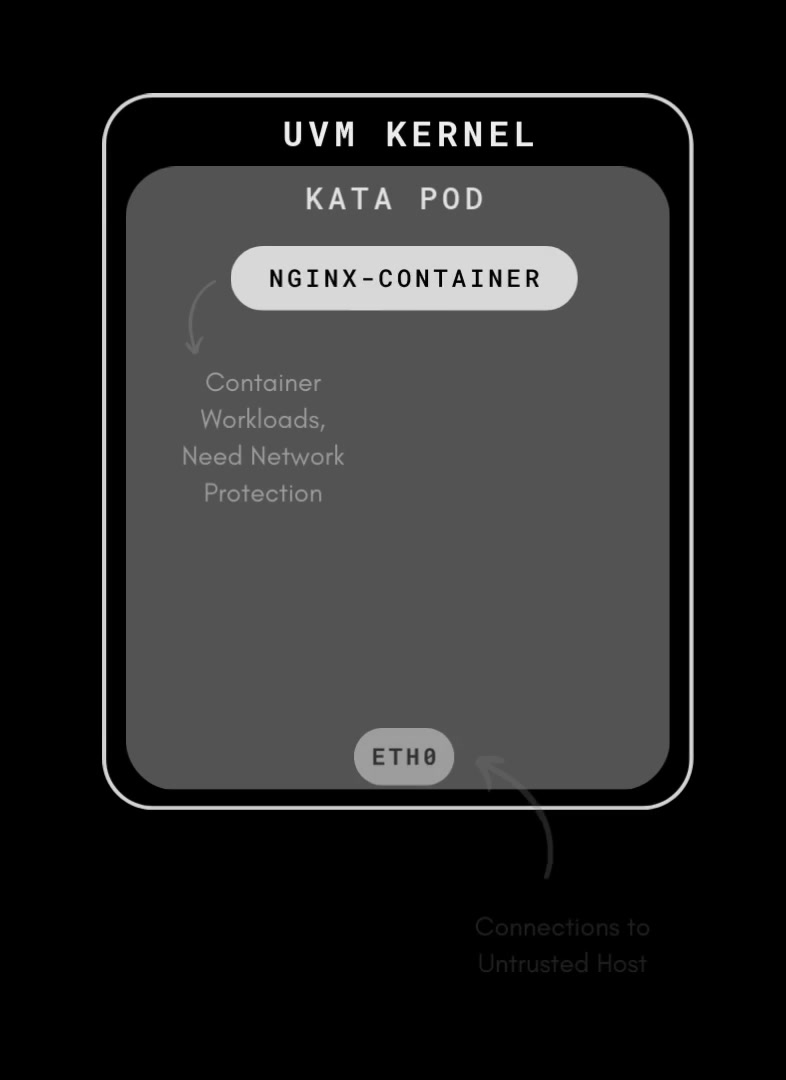 UVM KERNEL
KATA POD
NGINX-CONTAINER
Container
Workloads,
Need Network
Protection
ETH0
Connections to
Untrusted Host